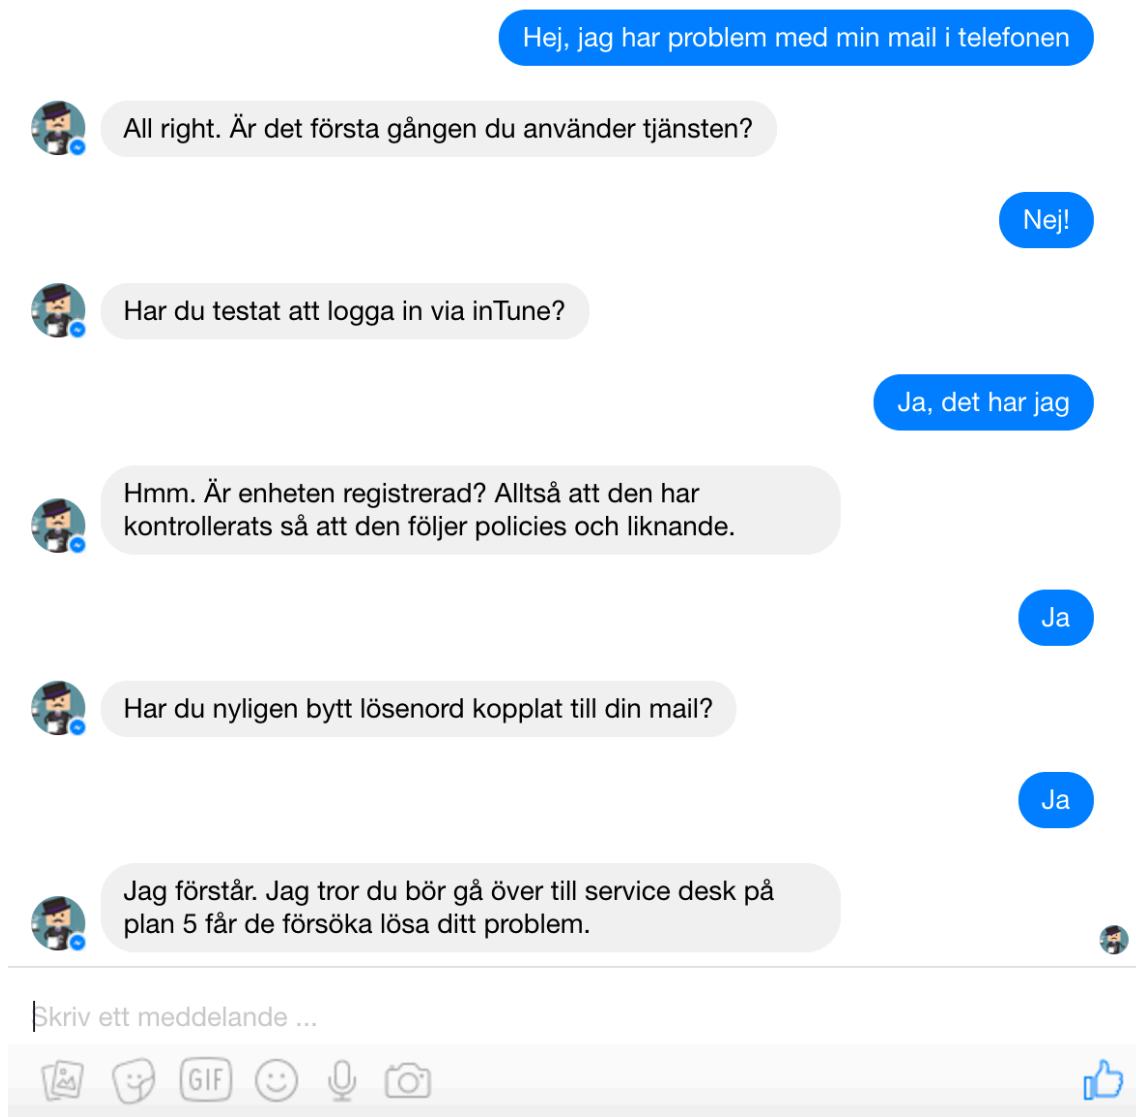 Hej, jag har problem med min mail i telefonen
All right. Är det första gången du använder tjänsten?
Nej!
Har du testat att logga in via inTune?
Ja, det har jag
Hmm. Är enheten registrerad? Alltså att den har
kontrollerats så att den följer policies och liknande.
Ja
Har du nyligen bytt lösenord kopplat till din mail?
Ja
Jag förstår. Jag tror du bör gå över till service desk på
plan 5 får de försöka lösa ditt problem.
Skriv ett meddelande ...
GIF